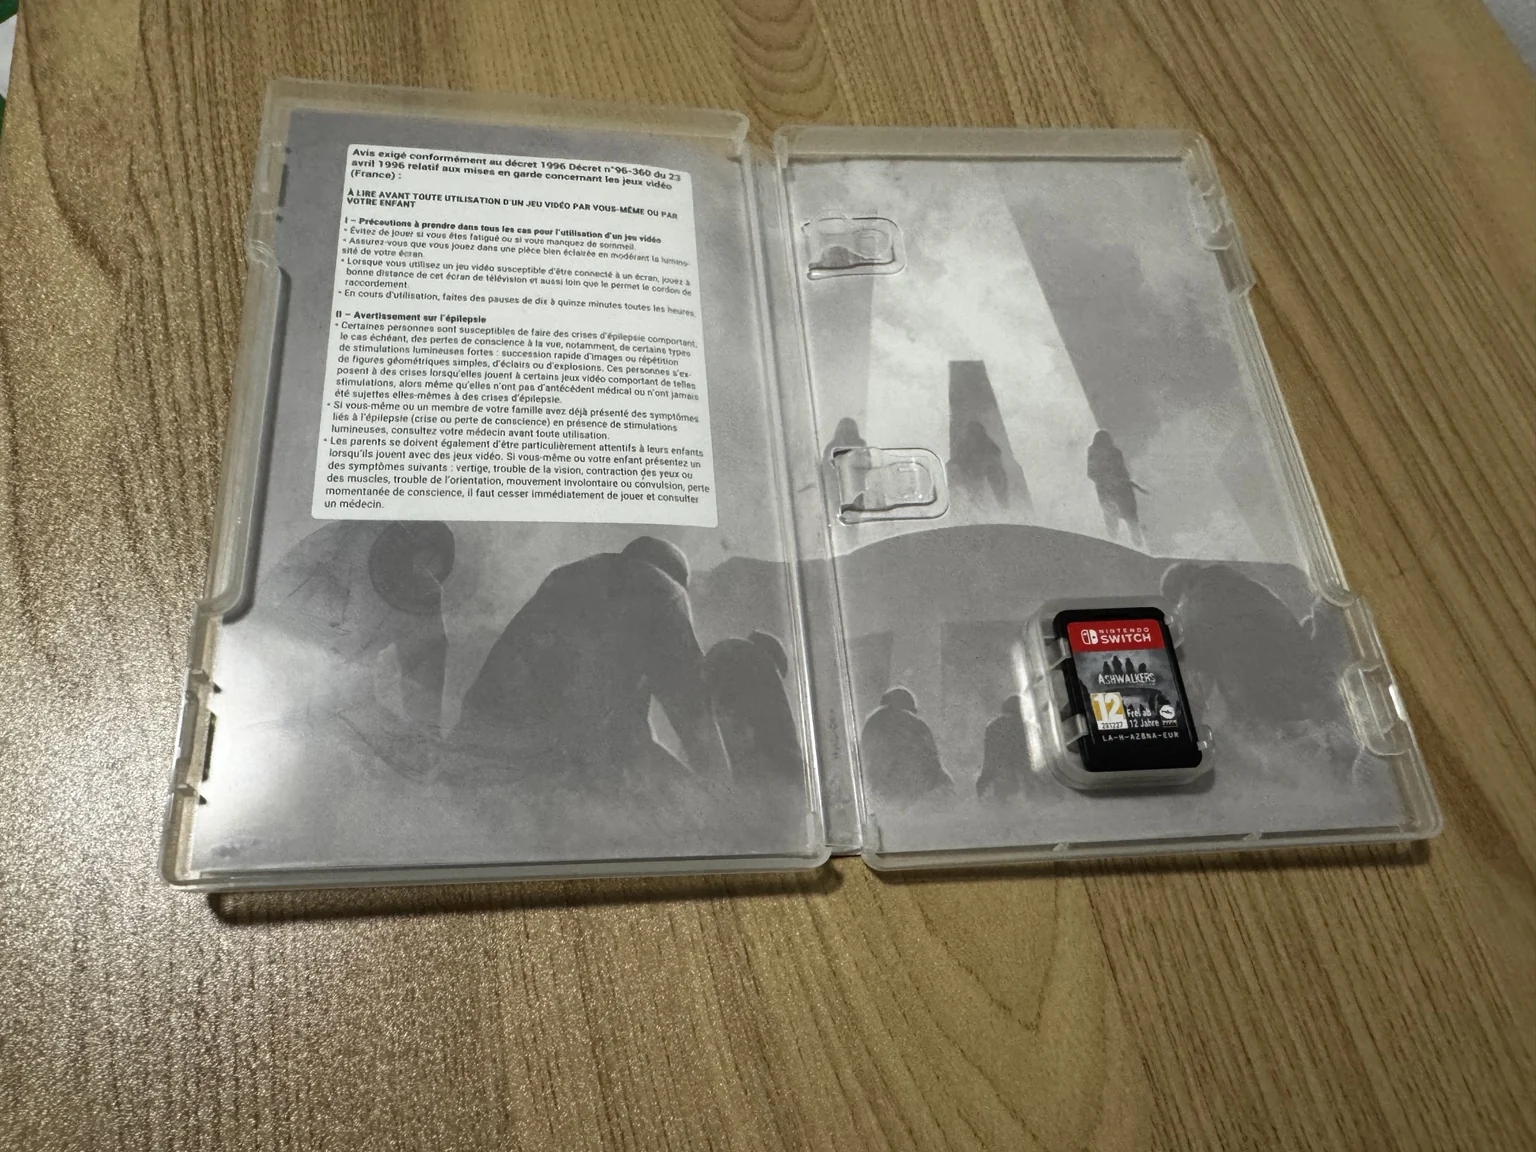 Avis exigé conformément au décret 1996 Décret n°96-360 du 23
avril 1996 relatif aux mises en garde concernant les jeux vidéo
(France) :
À LIRE AVANT TOUTE UTILISATION D'UN JEU VIDÉO PAR VOUS-MÊME OU PAR
VOTRE ENFANT
I – Précautions à prendre dans tous les cas pour l'utilisation d'un jeu vidéo
• Évitez de jouer si vous êtes fatigué ou si vous manquez de sommeil.
• Assurez-vous que vous jouez dans une pièce bien éclairée en modérant la lumino-
sité de votre écran.
• Lorsque vous utilisez un jeu vidéo susceptible d'être connecté à un écran, jouez à
bonne distance de cet écran de télévision et aussi loin que le permet le cordon de
raccordement.
• En cours d'utilisation, faites des pauses de dix à quinze minutes toutes les heures.
II – Avertissement sur l'épilepsie
• Certaines personnes sont susceptibles de faire des crises d'épilepsie comportant,
le cas échéant, des pertes de conscience à la vue, notamment, de certains types
de stimulations lumineuses fortes : succession rapide d'images ou répétition
de figures géométriques simples, d'éclairs ou d'explosions. Ces personnes s'ex-
posent à des crises lorsqu'elles jouent à certains jeux vidéo comportant de telles
stimulations, alors même qu'elles n'ont pas d'antécédent médical ou n'ont jamais
été sujettes elles-mêmes à des crises d'épilepsie.
• Si vous-même ou un membre de votre famille avez déjà présenté des symptômes
liés à l'épilepsie (crise ou perte de conscience) en présence de stimulations
lumineuses, consultez votre médecin avant toute utilisation.
• Les parents se doivent également d'être particulièrement attentifs à leurs enfants
lorsqu'ils jouent avec des jeux vidéo. Si vous-même ou votre enfant présentez un
des symptômes suivants : vertige, trouble de la vision, contraction des yeux ou
des muscles, trouble de l'orientation, mouvement involontaire ou convulsion, perte
momentanée de conscience, il faut cesser immédiatement de jouer et consulter
un médecin.
NINTENDO
SWITCH
ASHWALKERS
12
Frei ab
12 Jahre
LA-H-AZBNA-EUR